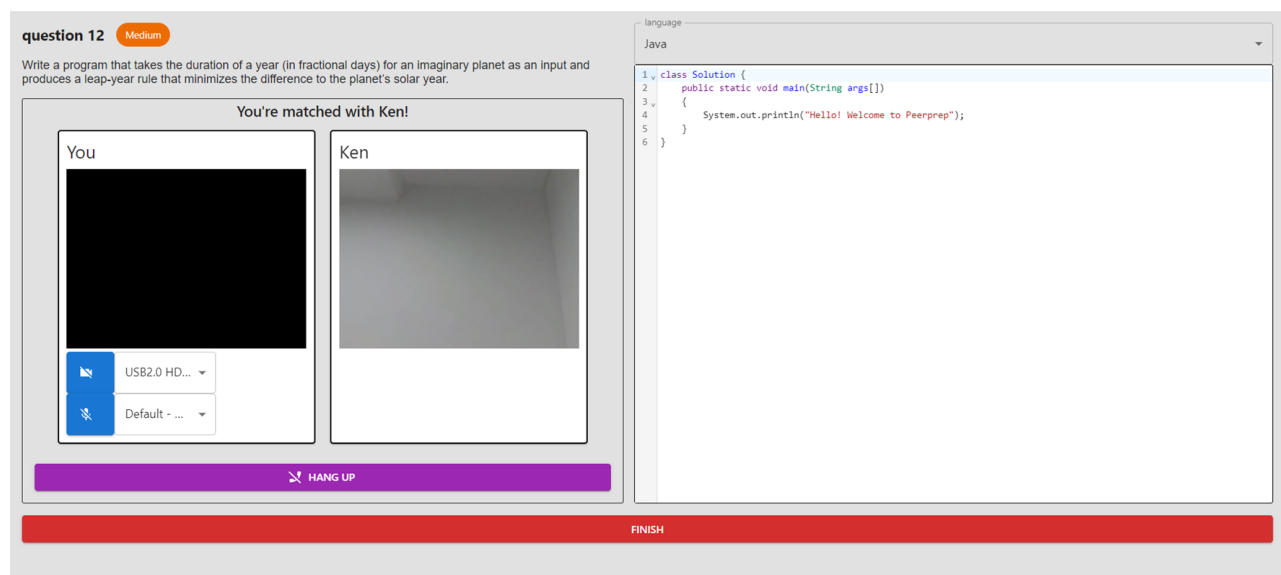 question 12 Medium
Write a program that takes the duration of a year (in fractional days) for an imaginary planet as an input and
produces a leap-year rule that minimizes the difference to the planet's solar year.
You're matched with Ken!
You
Ken
USB2.0 HD...
Default - ...
HANG UP
language
Java
1 class Solution {
2 public static void main(String args[])
3 {
4 System.out.println("Hello! Welcome to Peerprep");
5 }
6 }
FINISH